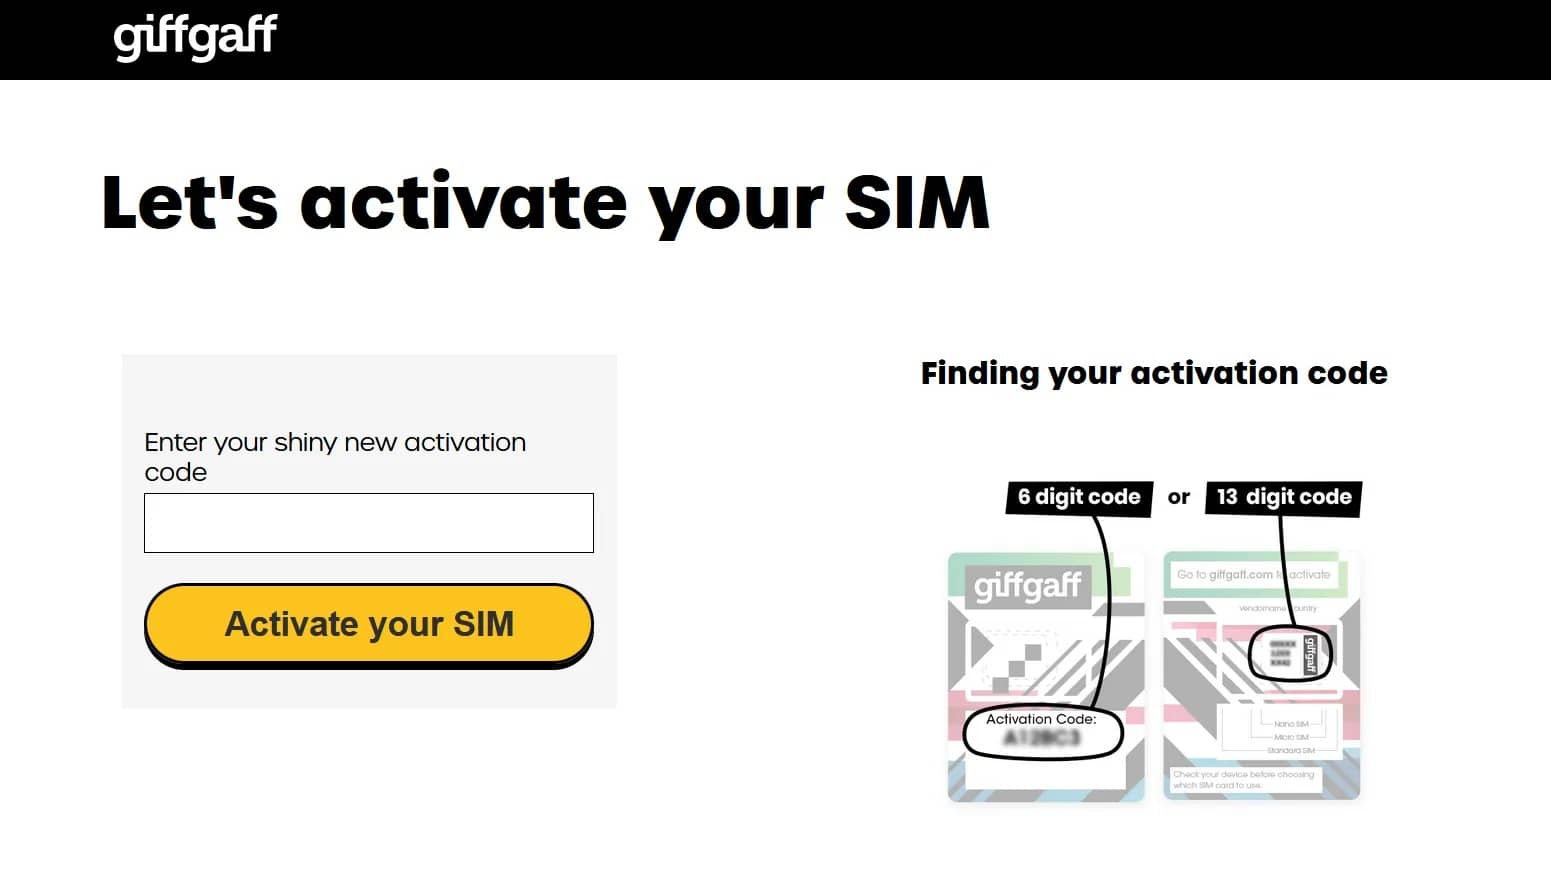 giffgaff
Let's activate your SIM
Enter your shiny new activation
code
Activate your SIM
Finding your activation code
6 digit code or 13 digit code
giffgaff
Activation Code:
A12BC3
Go to giffgaff.com to activate
Vendorname Country
giffgaff
Nano SIM
Micro SIM
Standard SIM
Check your device before choosing
which SIM card to use.